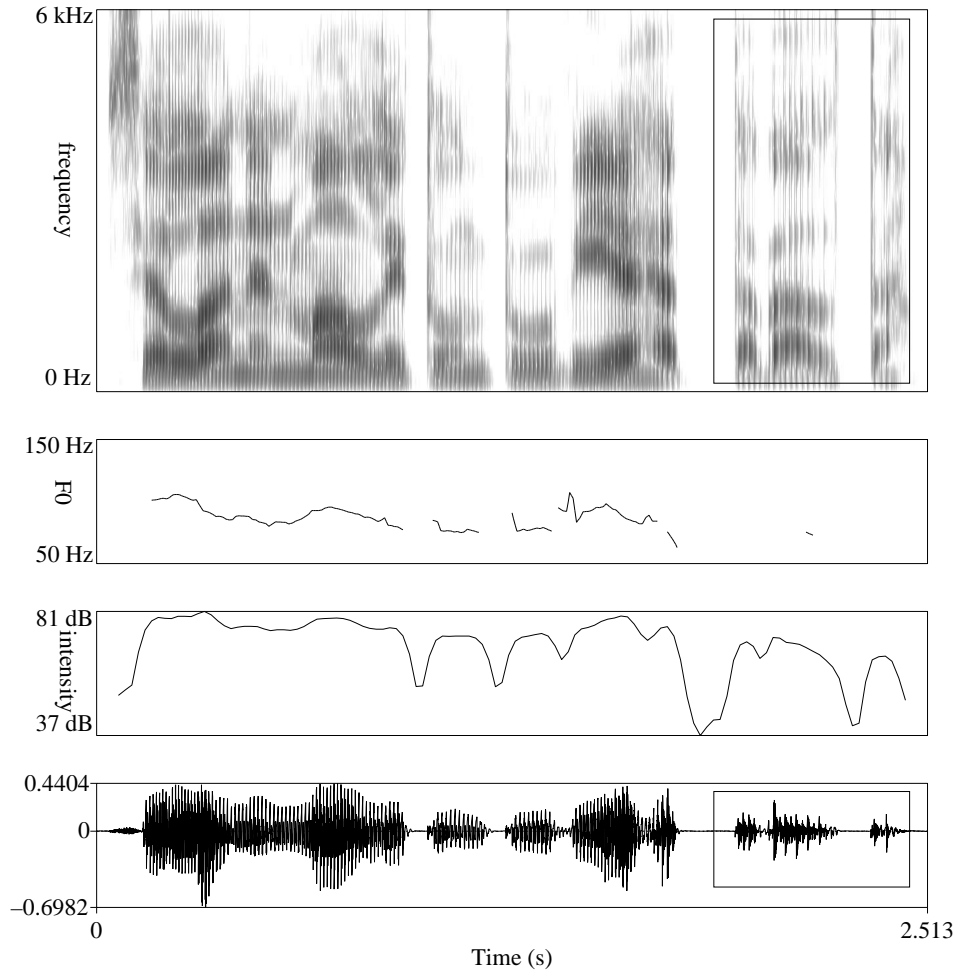 6 kHz
frequency
0 Hz
150 Hz
F0
50 Hz
81 dB
intensity
37 dB
0.4404
0
–0.6982
0
2.513
Time (s)